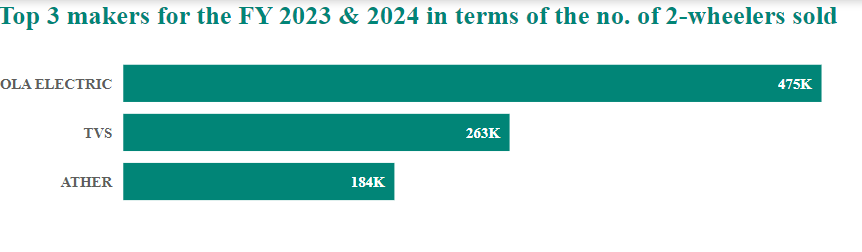 Top 3 makers for the FY 2023 & 2024 in terms of the no. of 2-wheelers sold
OLA ELECTRIC 475K
TVS 263K
ATHER 184K